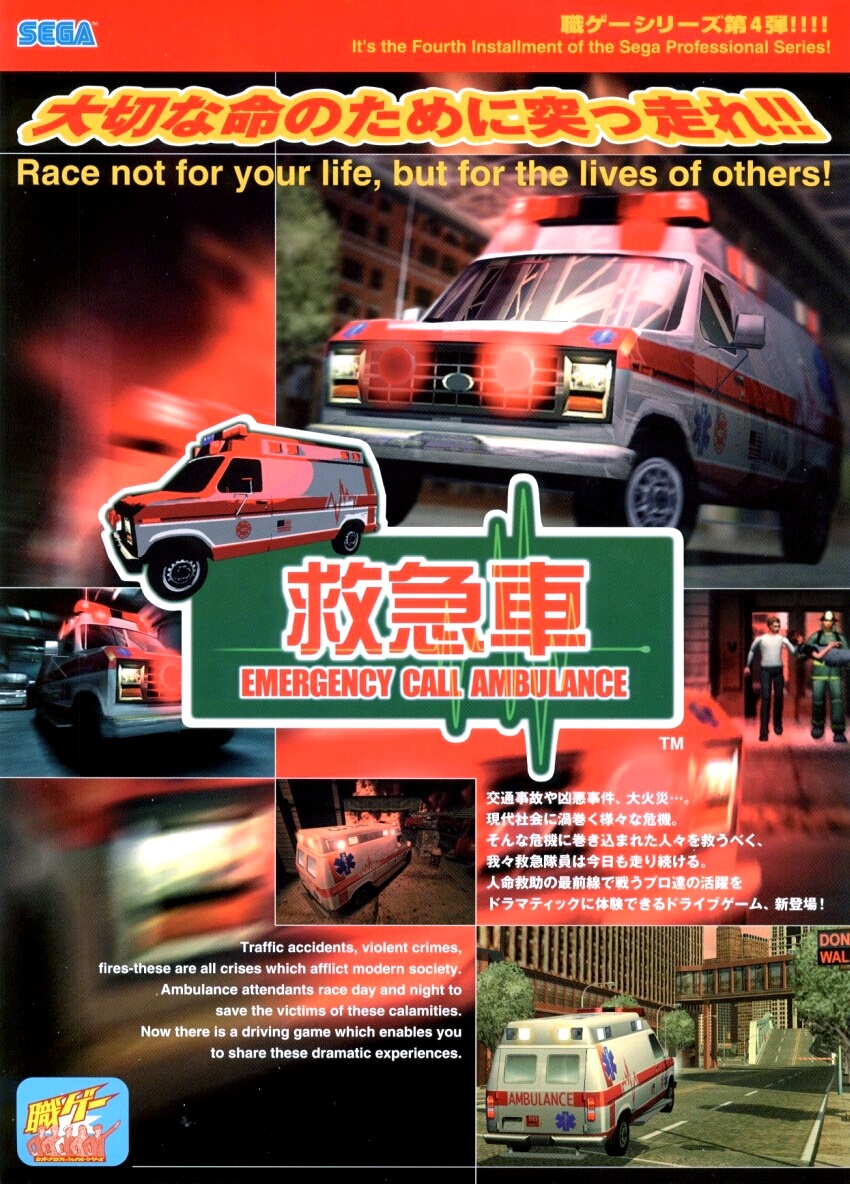 SEGA
職ゲーシリーズ第4弾!!!!
It's the Fourth Installment of the Sega Professional Series!
大切な命のために突っ走れ!!
Race not for your life, but for the lives of others!
救急車
EMERGENCY CALL AMBULANCE
TM
交通事故や凶悪事件、大火災…。
現代社会に渦巻く様々な危機。
そんな危機に巻き込まれた人々を救うべく、
我々救急隊員は今日も走り続ける。
人命救助の最前線で戦うプロ達の活躍を
ドラマティックに体験できるドライブゲーム、新登場!
Traffic accidents, violent crimes,
fires-these are all crises which afflict modern society.
Ambulance attendants race day and night to
save the victims of these calamities.
Now there is a driving game which enables you
to share these dramatic experiences.
DON
WAL
AMBULANCE
職ゲー